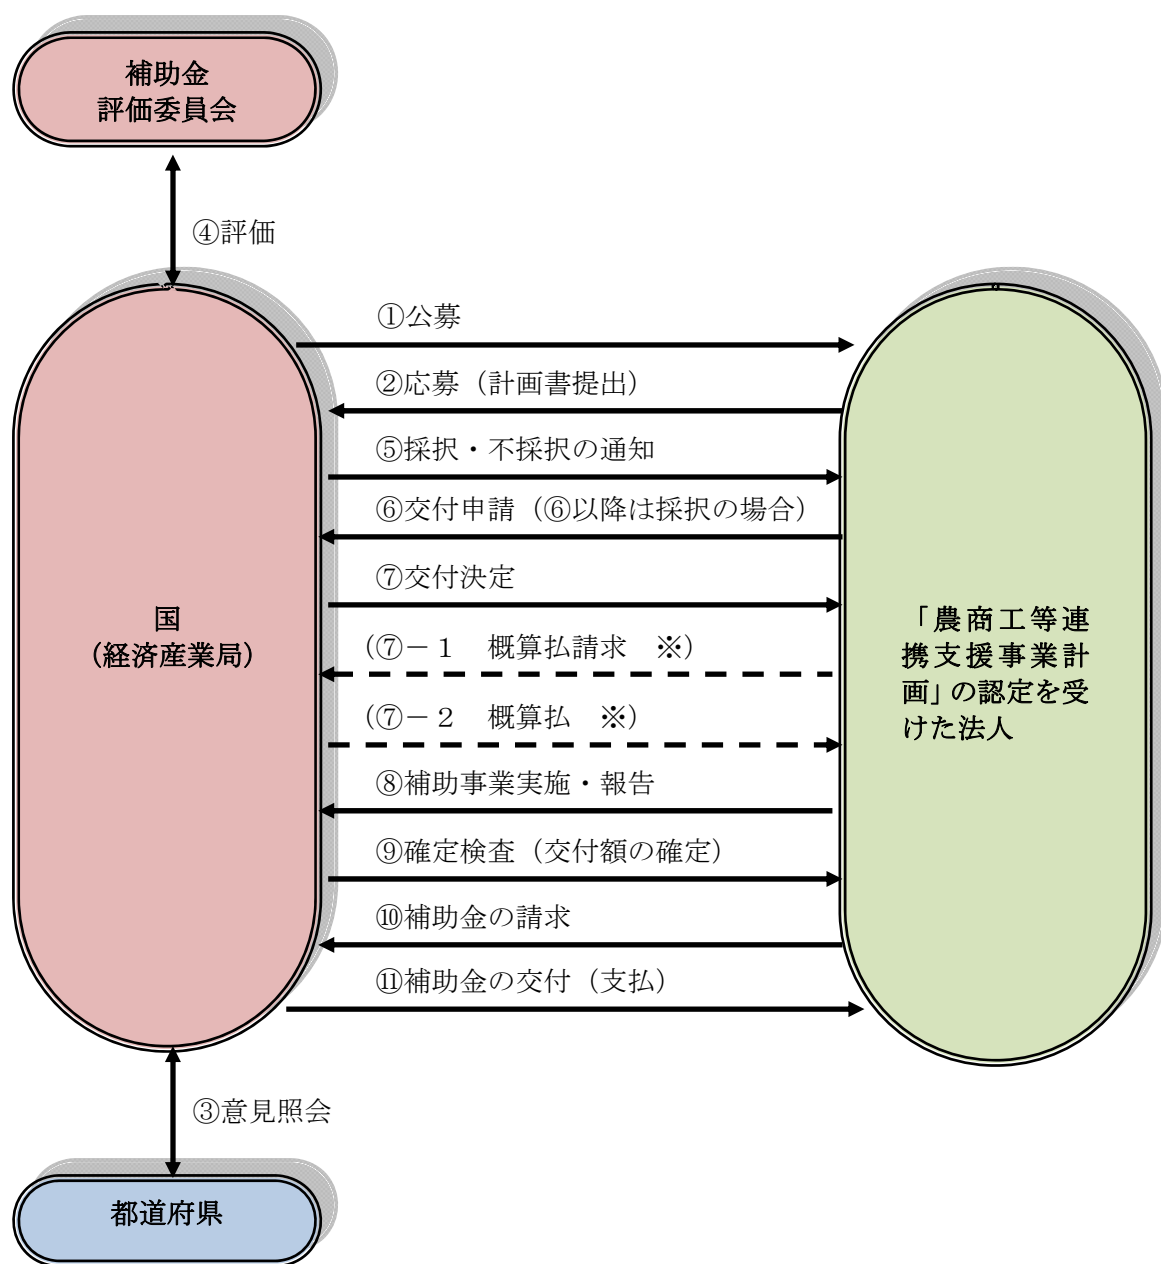 補助金
評価委員会
④評価
①公募
②応募（計画書提出）
⑤採択・不採択の通知
⑥交付申請（⑥以降は採択の場合）
⑦交付決定
国
（経済産業局）
（⑦－１　概算払請求　※）
（⑦－２　概算払　※）
⑧補助事業実施・報告
⑨確定検査（交付額の確定）
⑩補助金の請求
⑪補助金の交付（支払）
「農商工等連
携支援事業計
画」の認定を受
けた法人
③意見照会
都道府県